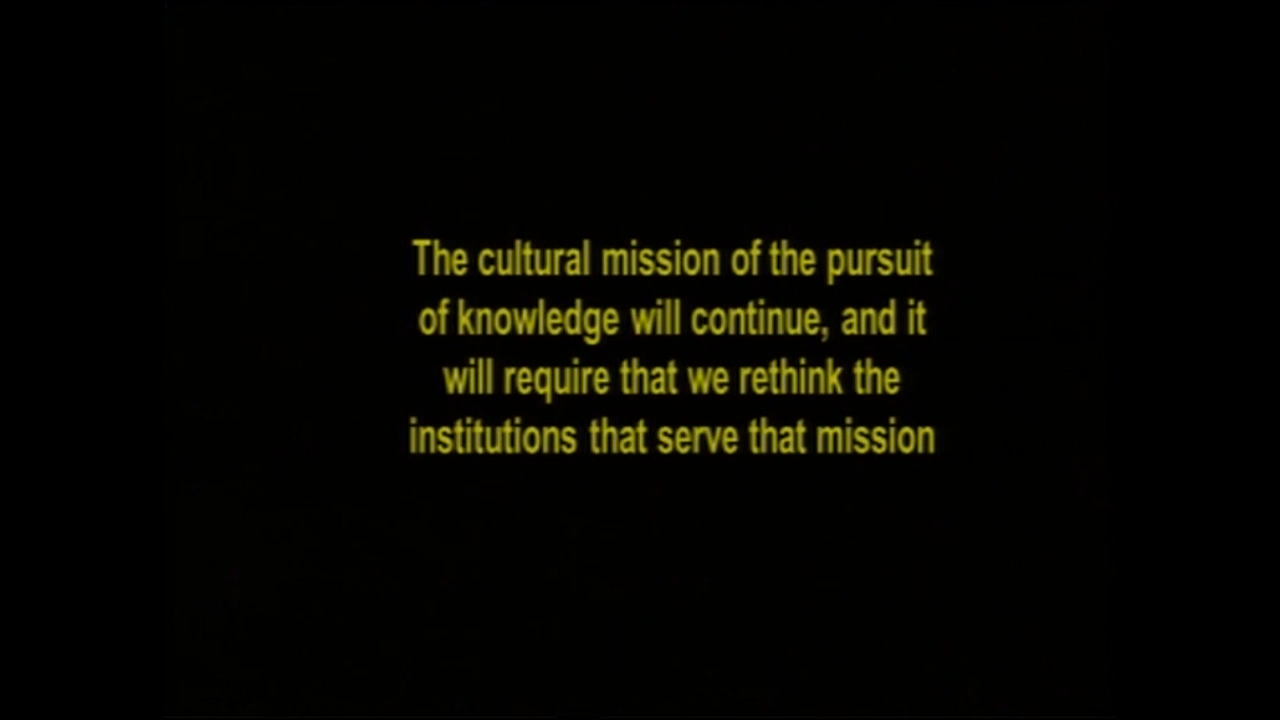 The cultural mission of the pursuit
of knowledge will continue, and it
will require that we rethink the
institutions that serve that mission